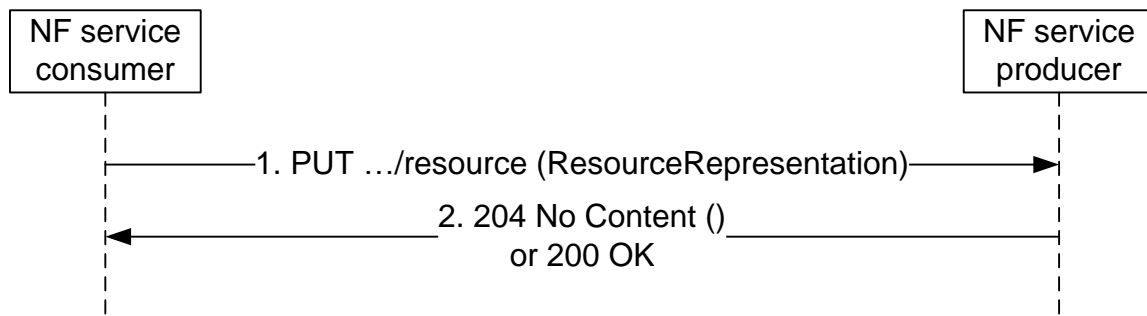 NF service
consumer
NF service
producer
1. PUT …/resource (ResourceRepresentation)
2. 204 No Content ()
or 200 OK